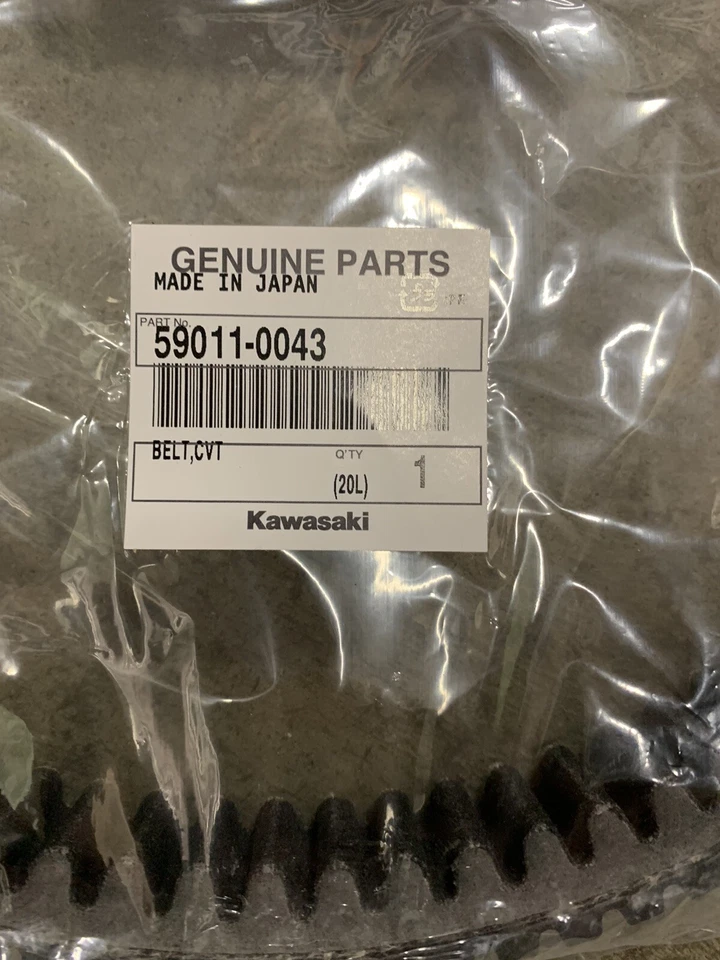 GENUINE PARTS
MADE IN JAPAN
PART No.
59011-0043
BELT,CVT
Q'TY
(20L) 1
Kawasaki